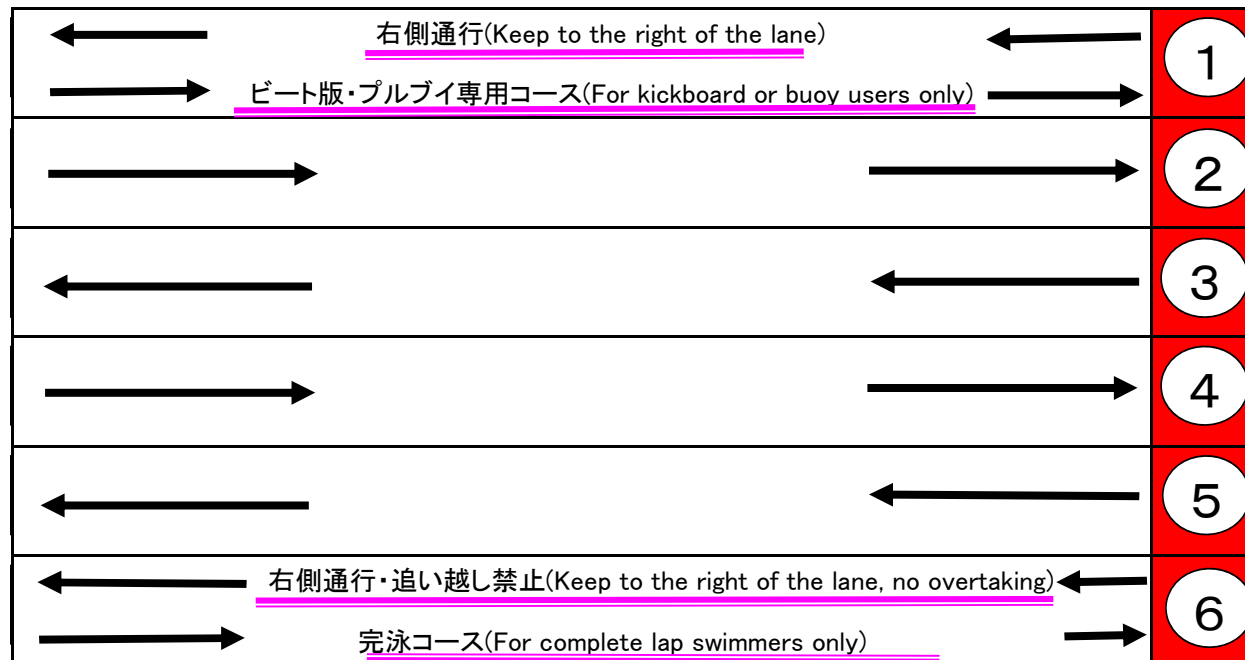 右側通行(Keep to the right of the lane)
1
ビート版・プルブイ専用コース(For kickboard or buoy users only)
2
3
4
5
右側通行・追い越し禁止(Keep to the right of the lane, no overtaking)
6
完泳コース(For complete lap swimmers only)